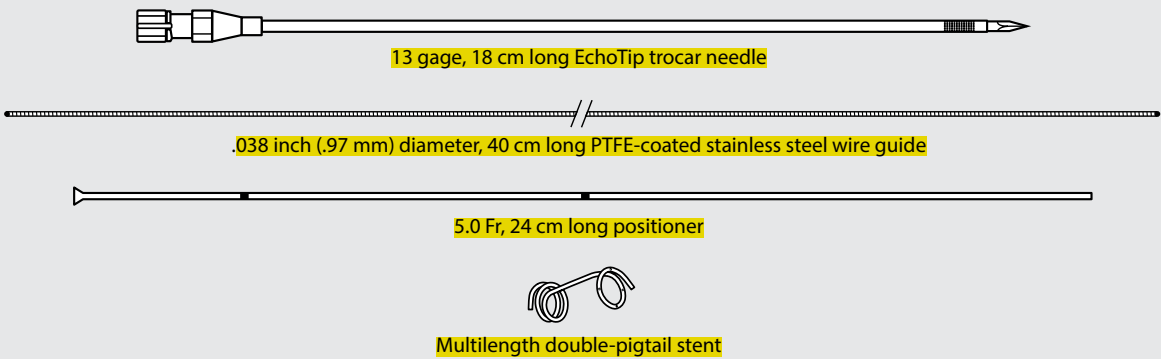 13 gage, 18 cm long EchoTip trocar needle
.038 inch (.97 mm) diameter, 40 cm long PTFE-coated stainless steel wire guide
5.0 Fr, 24 cm long positioner
Multilength double-pigtail stent